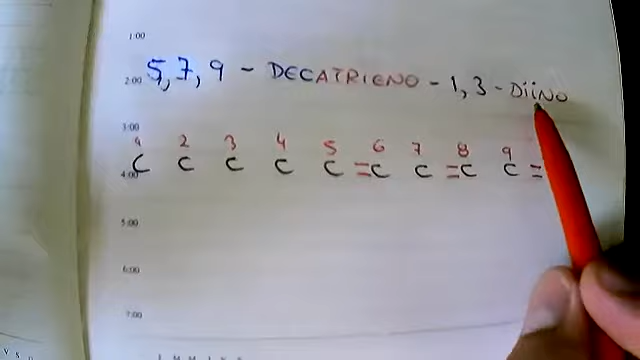 1:00
2:00 5,7,9 - DECATRIENO - 1,3 - DiiNO
3:00
1 2 3 4 5 6 7 8 9
4:00 C C C C C = C C = C C =
5:00
6:00
7:00